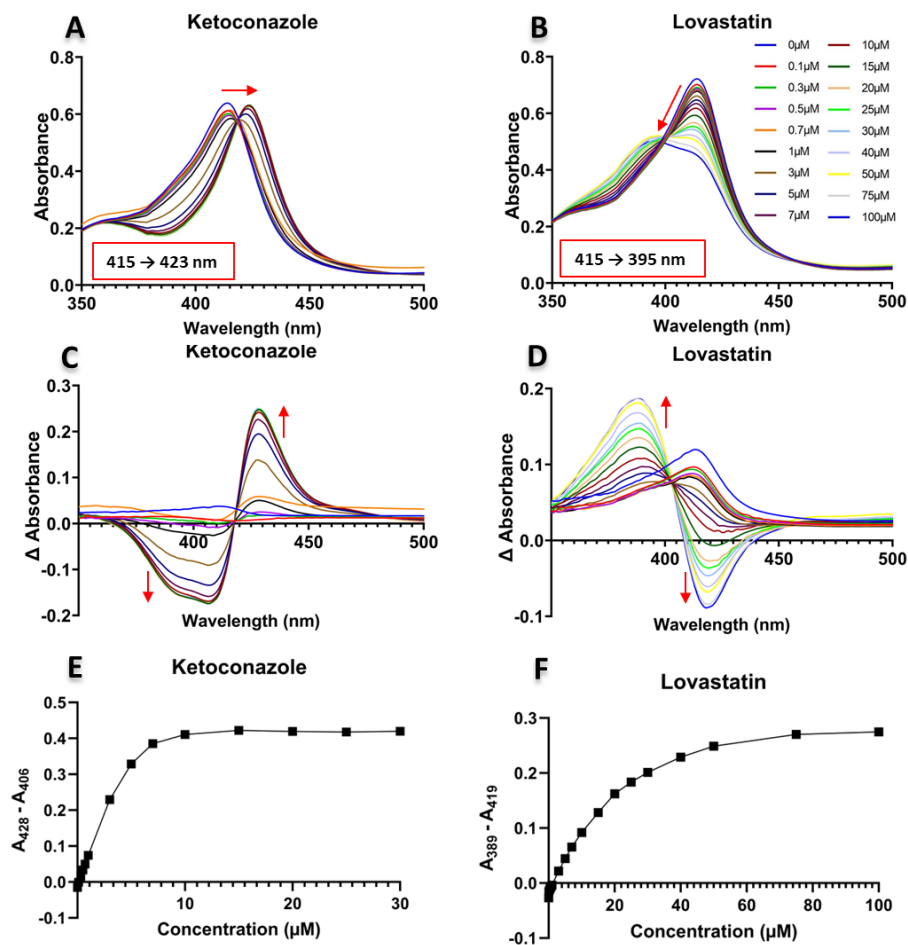 A
Ketoconazole
0.8
0.6
0.4
0.2
0.0
Absorbance
415 → 423 nm
350
400
450
500
Wavelength (nm)
B
Lovastatin
0.8
0.6
0.4
0.2
0.0
Absorbance
0µM
0.1µM
0.3µM
0.5µM
0.7µM
1µM
3µM
5µM
7µM
10µM
15µM
20µM
25µM
30µM
40µM
50µM
75µM
100µM
415 → 395 nm
350
400
450
500
Wavelength (nm)
C
Ketoconazole
0.3
0.2
0.1
0.0
-0.1
-0.2
Δ Absorbance
400
450
500
Wavelength (nm)
D
Lovastatin
0.2
0.1
0.0
-0.1
Δ Absorbance
400
450
500
Wavelength (nm)
E
Ketoconazole
0.5
0.4
0.3
0.2
0.1
0.0
-0.1
A428 - A406
0
10
20
30
Concentration (µM)
F
Lovastatin
0.3
0.2
0.1
0.0
-0.1
A389 - A419
0
20
40
60
80
100
Concentration (µM)